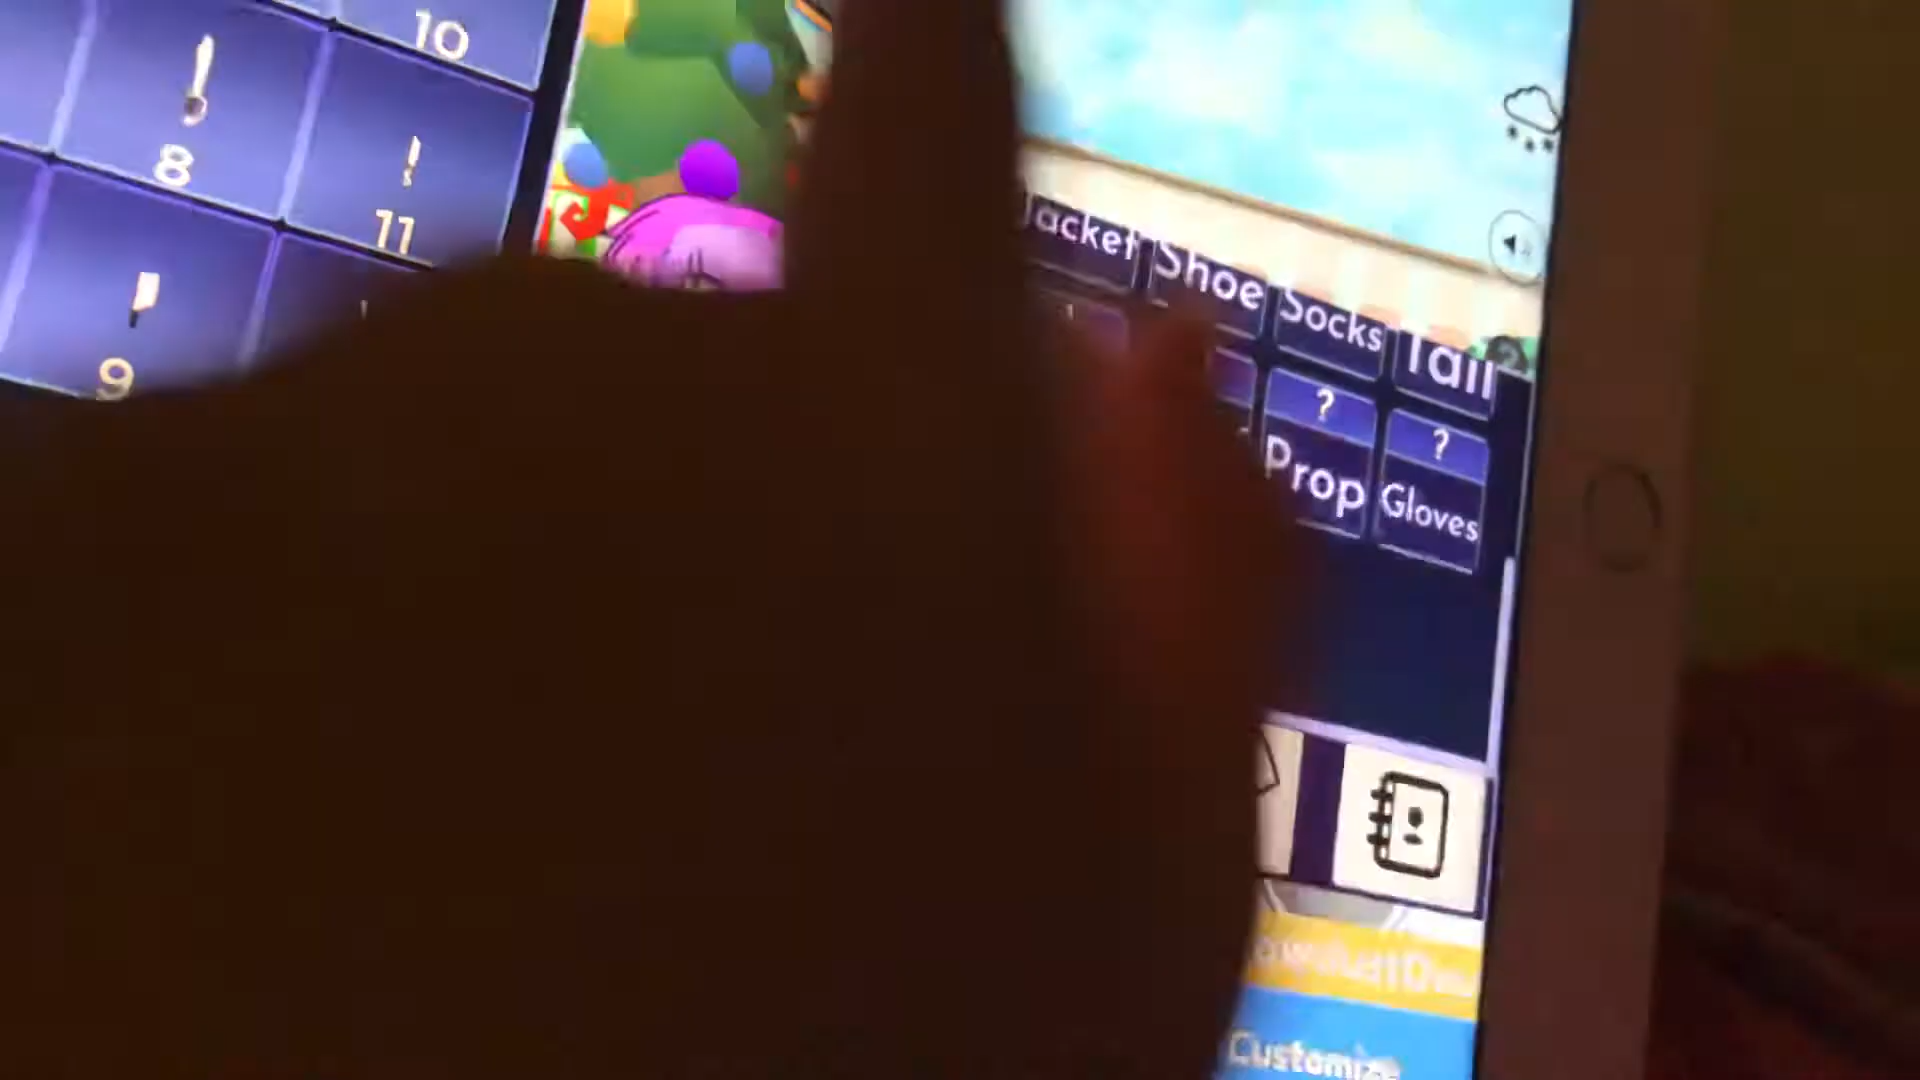 10
8
11
9
Jacket
Shoe
Socks
Tail
?
?
Prop
Gloves
Customize